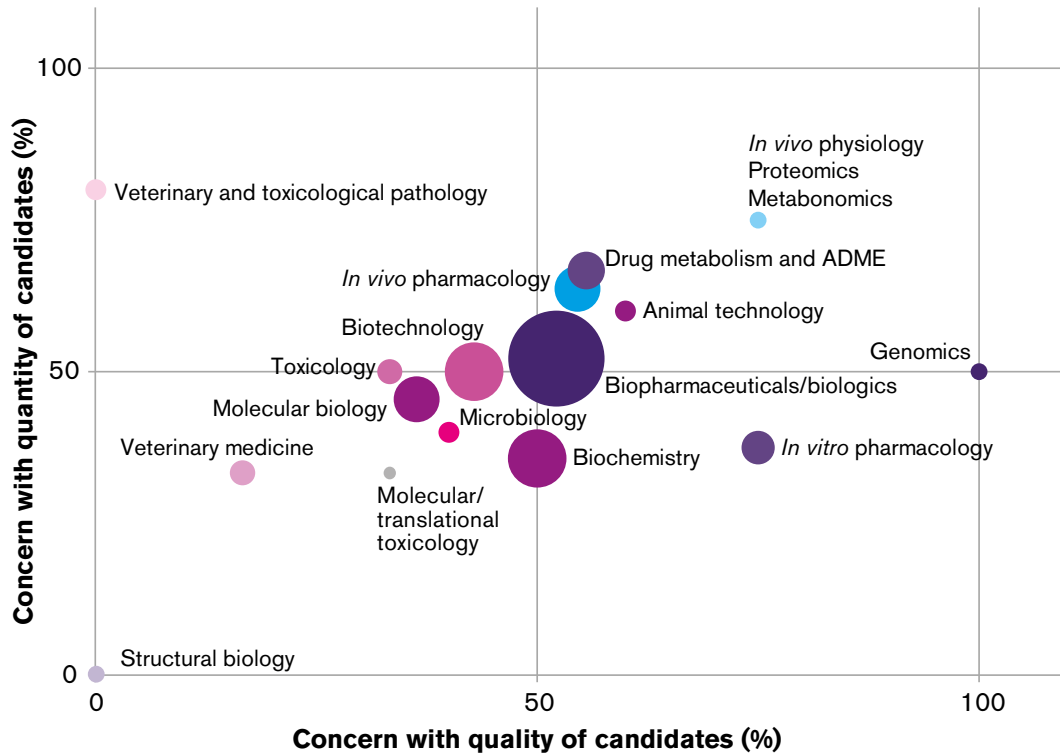 Concern with quantity of candidates (%)
100
In vivo physiology
Proteomics
Metabonomics
Veterinary and toxicological pathology
Drug metabolism and ADME
In vivo pharmacology
Animal technology
Biotechnology
Genomics
Toxicology
50
Biopharmaceuticals/biologics
Molecular biology
Microbiology
Veterinary medicine
In vitro pharmacology
Biochemistry
Molecular/
translational
toxicology
Structural biology
0
0
50
100
Concern with quality of candidates (%)